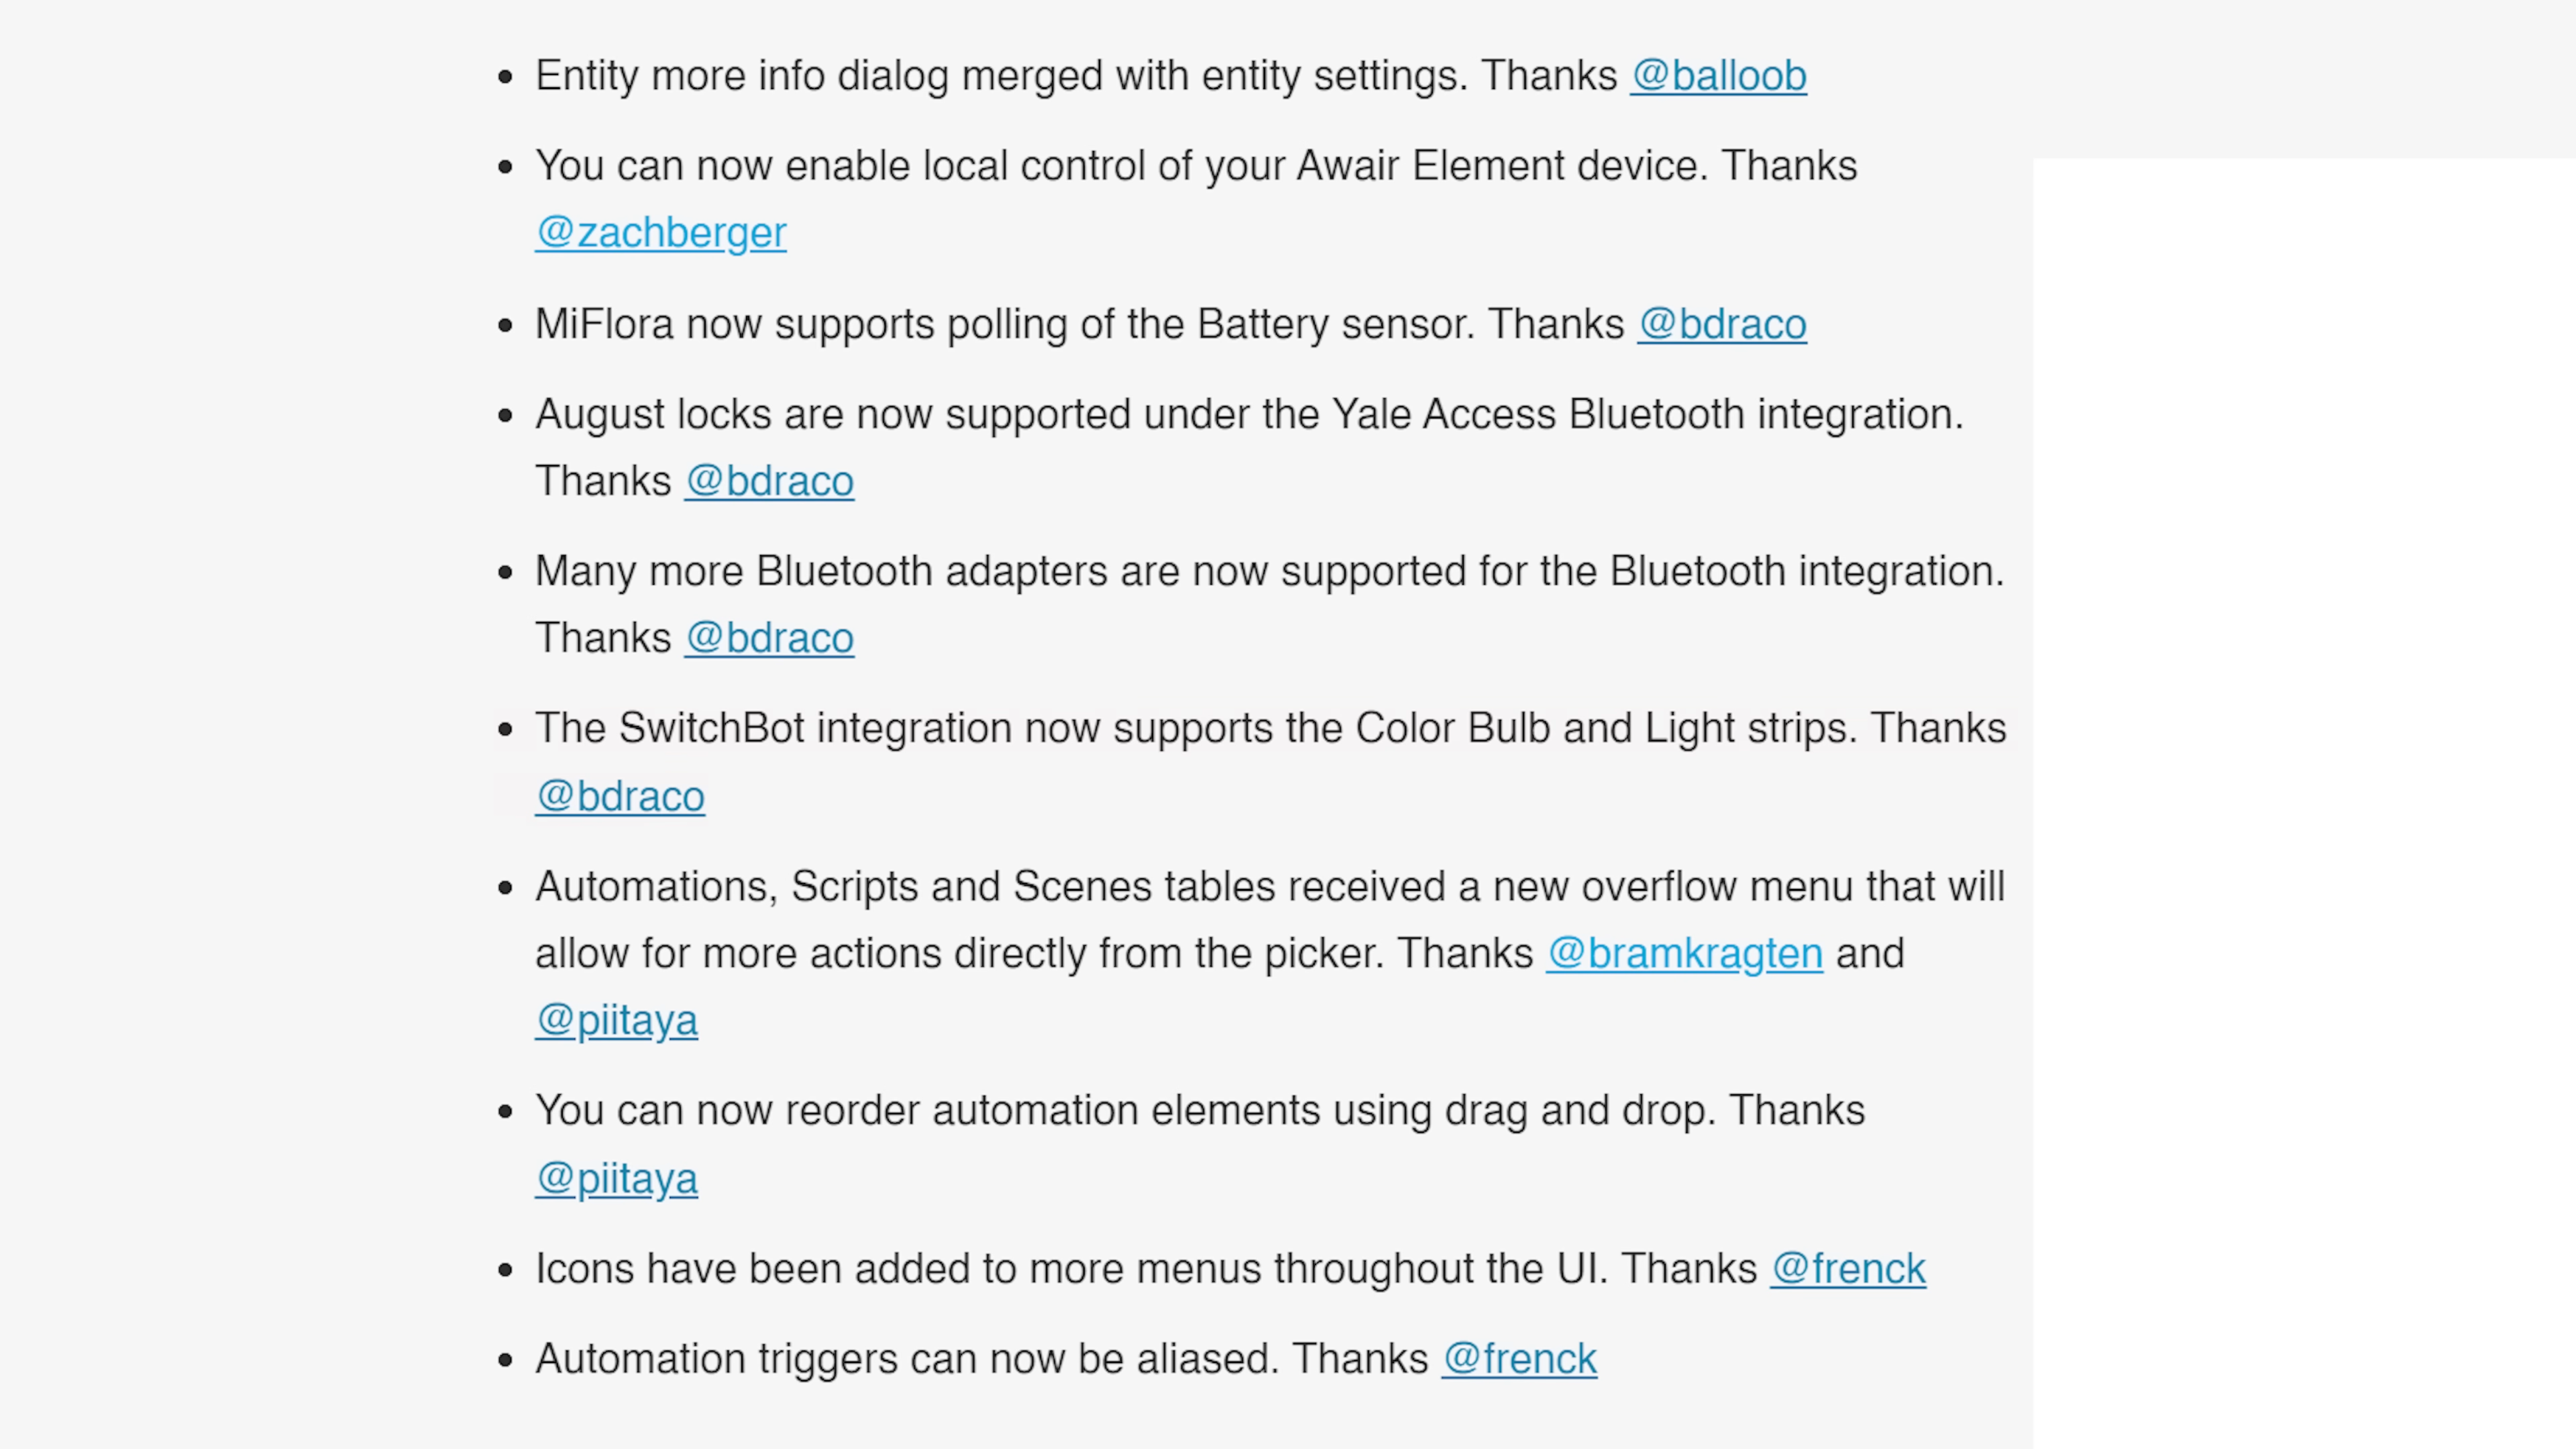 • Entity more info dialog merged with entity settings. Thanks @balloob
• You can now enable local control of your Awair Element device. Thanks
@zachberger
• MiFlora now supports polling of the Battery sensor. Thanks @bdraco
• August locks are now supported under the Yale Access Bluetooth integration.
Thanks @bdraco
• Many more Bluetooth adapters are now supported for the Bluetooth integration.
Thanks @bdraco
• The SwitchBot integration now supports the Color Bulb and Light strips. Thanks
@bdraco
• Automations, Scripts and Scenes tables received a new overflow menu that will
allow for more actions directly from the picker. Thanks @bramkragten and
@piitaya
• You can now reorder automation elements using drag and drop. Thanks
@piitaya
• Icons have been added to more menus throughout the UI. Thanks @frenck
• Automation triggers can now be aliased. Thanks @frenck